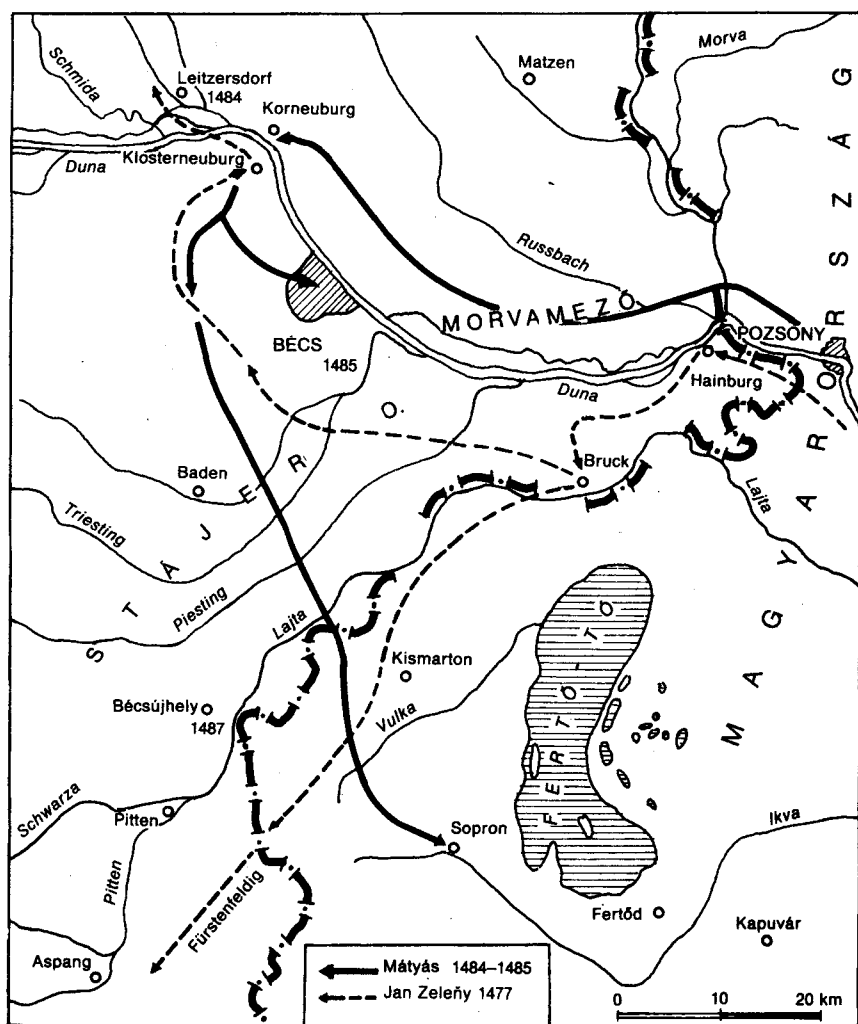 Schmida
Leitzersdorf
1484
Korneuburg
Klosterneuburg
Duna
Matzen
Morva
Russbach
MORVAMEZŐ
POZSONY
Hainburg
Duna
BÉCS
1485
Bruck
Lajta
MAGYARORSZÁG
Baden
STÁJERO.
Triesting
Piesting
Lajta
Kismarton
Vulka
FERTŐ-TÓ
Bécsújhely
1487
Schwarza
Pitten
Pitten
Sopron
Ikva
Fertőd
Kapuvár
Fürstenfeldig
Aspang
Mátyás 1484–1485
Jan Zeleňy 1477
0 10 20 km